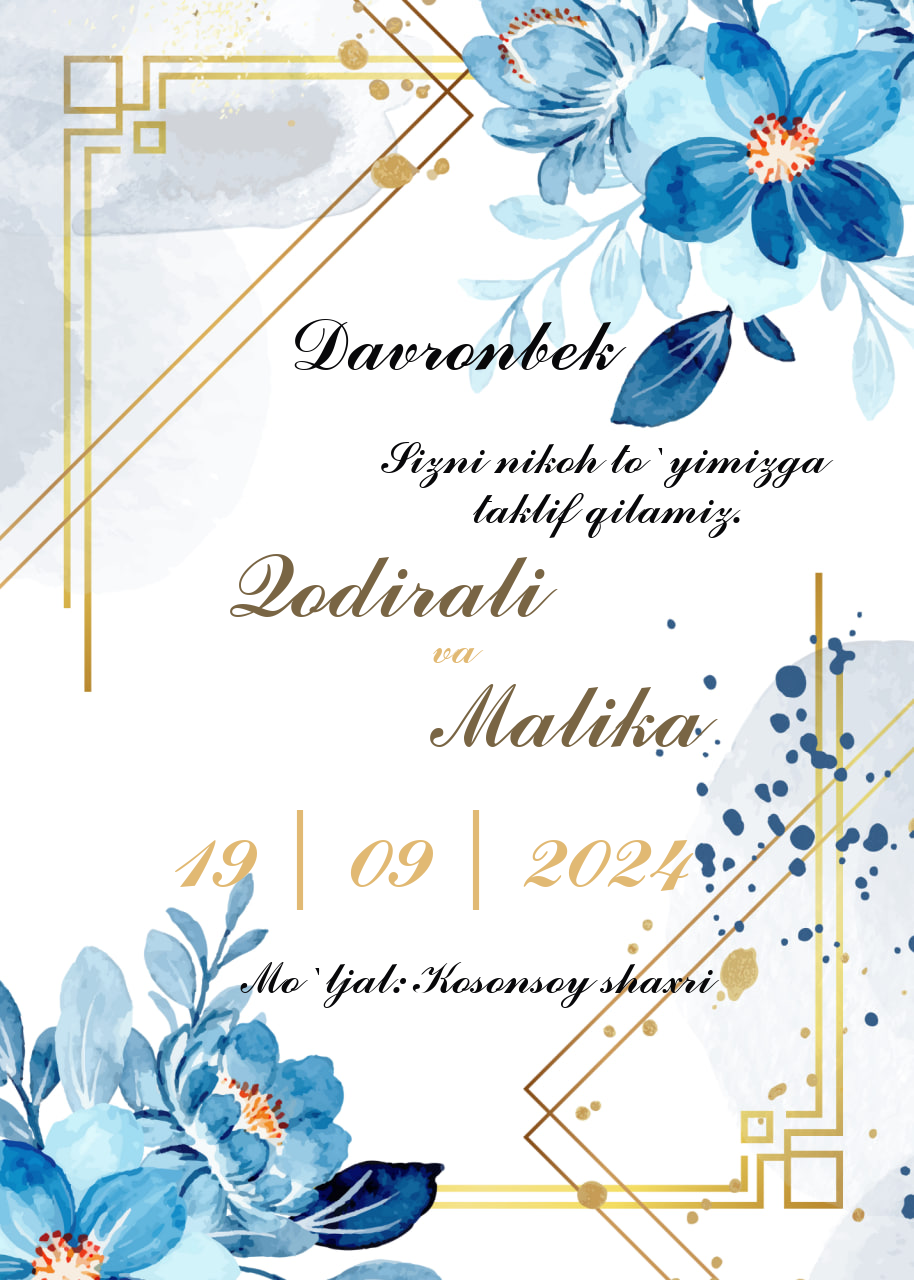 Davronbek
Sizni nikoh to`yimizga
taklif qilamiz.
Qodirali
va
Malika
19 | 09 | 2024
Mo`ljal: Kosonsoy shaxri